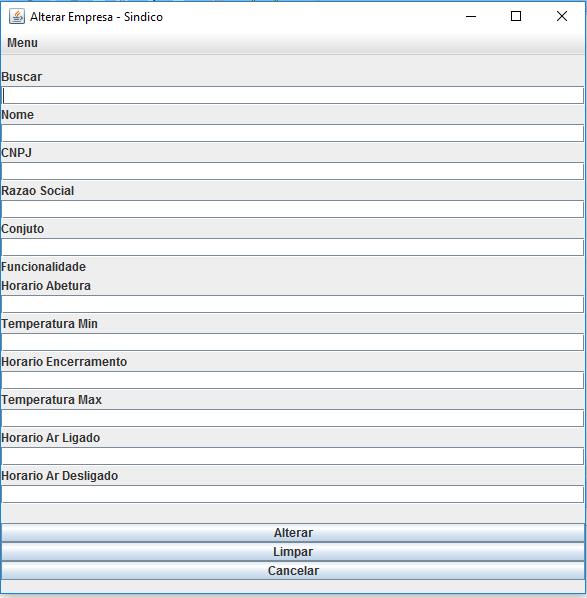 Alterar Empresa - Sindico
Menu
Buscar
Nome
CNPJ
Razao Social
Conjuto
Funcionalidade
Horario Abetura
Temperatura Min
Horario Encerramento
Temperatura Max
Horario Ar Ligado
Horario Ar Desligado
Alterar
Limpar
Cancelar